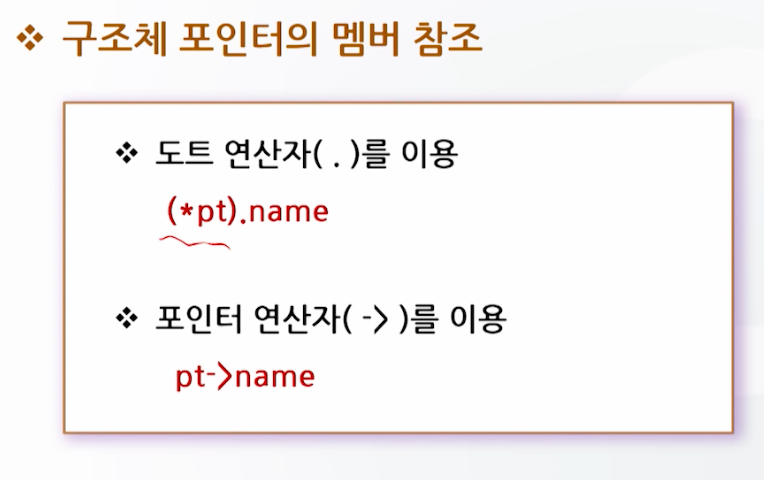 ❖ 구조체 포인터의 멤버 참조
❖ 도트 연산자( . )를 이용
(*pt).name
❖ 포인터 연산자( -> )를 이용
pt->name